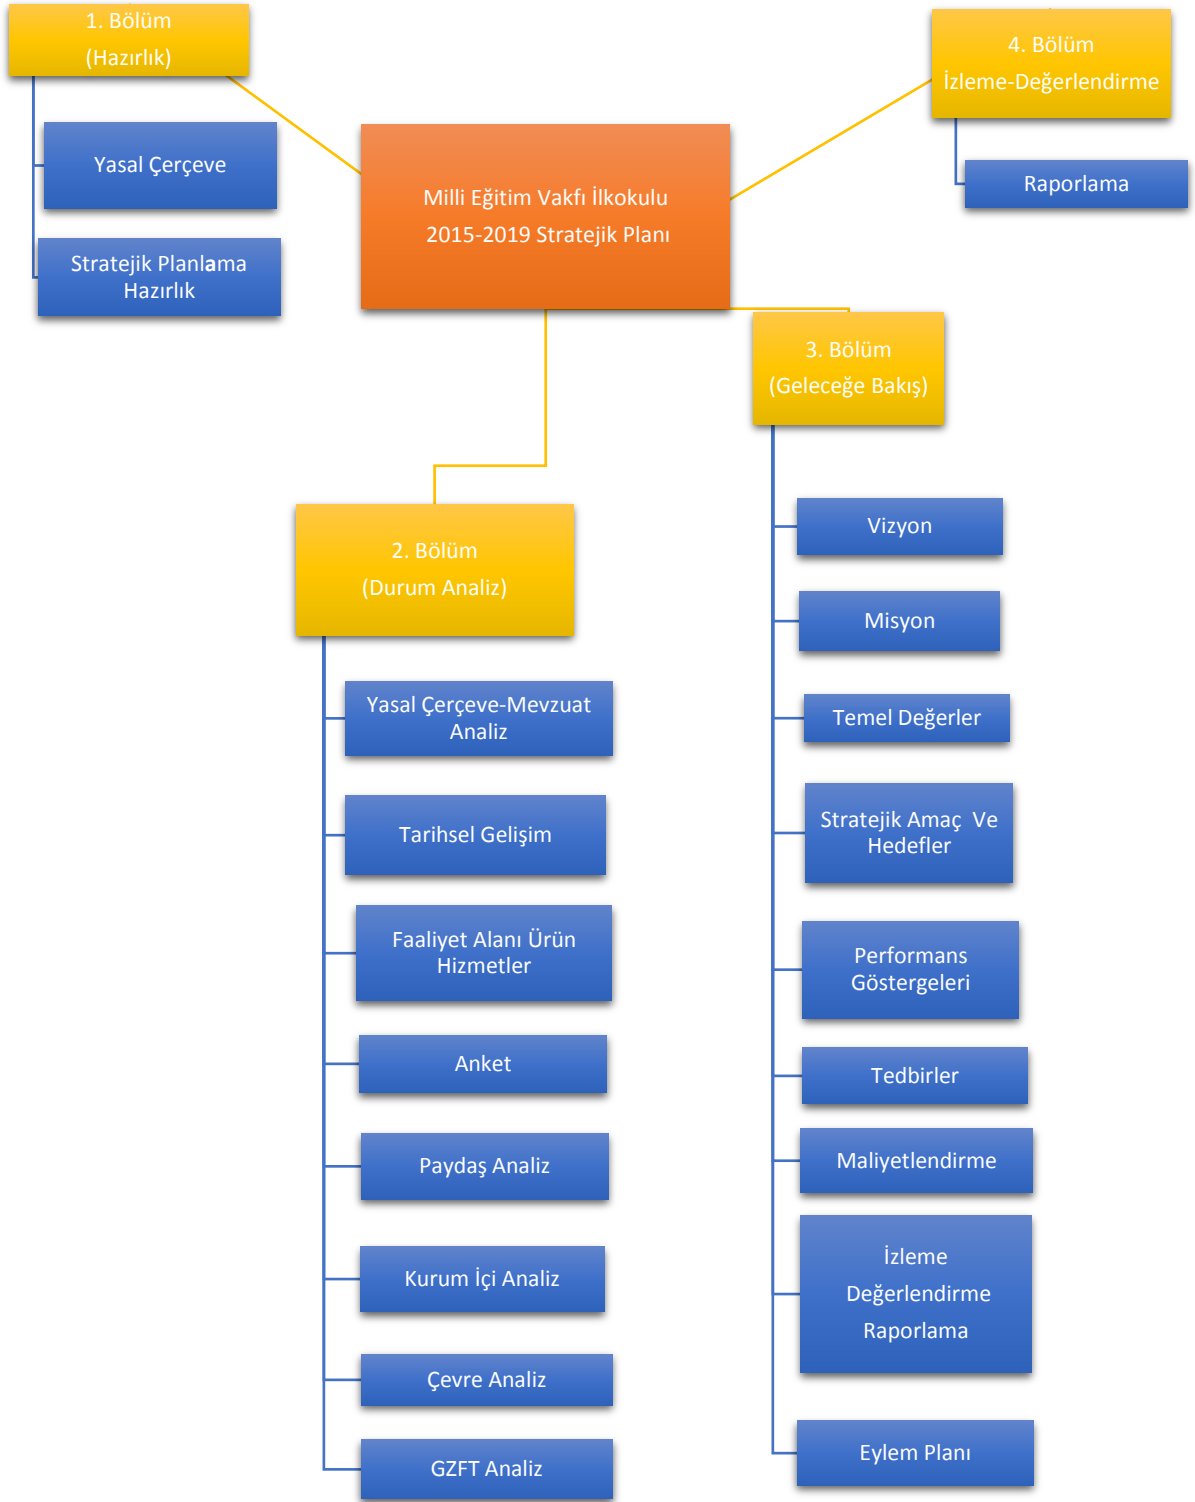 1. Bölüm
(Hazırlık)
Yasal Çerçeve
Stratejik Planlama
Hazırlık
Milli Eğitim Vakfı İlkokulu
2015-2019 Stratejik Planı
4. Bölüm
İzleme-Değerlendirme
Raporlama
2. Bölüm
(Durum Analiz)
Yasal Çerçeve-Mevzuat
Analiz
Tarihsel Gelişim
Faaliyet Alanı Ürün
Hizmetler
Anket
Paydaş Analiz
Kurum İçi Analiz
Çevre Analiz
GZFT Analiz
3. Bölüm
(Geleceğe Bakış)
Vizyon
Misyon
Temel Değerler
Stratejik Amaç  Ve
Hedefler
Performans
Göstergeleri
Tedbirler
Maliyetlendirme
İzleme
Değerlendirme
Raporlama
Eylem Planı